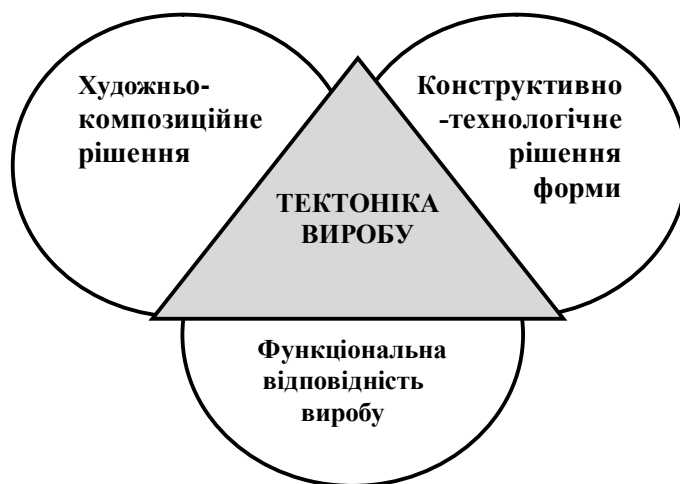 Художньо-
композиційне
рішення
Конструктивно
-технологічне
рішення
форми
ТЕКТОНІКА
ВИРОБУ
Функціональна
відповідність
виробу